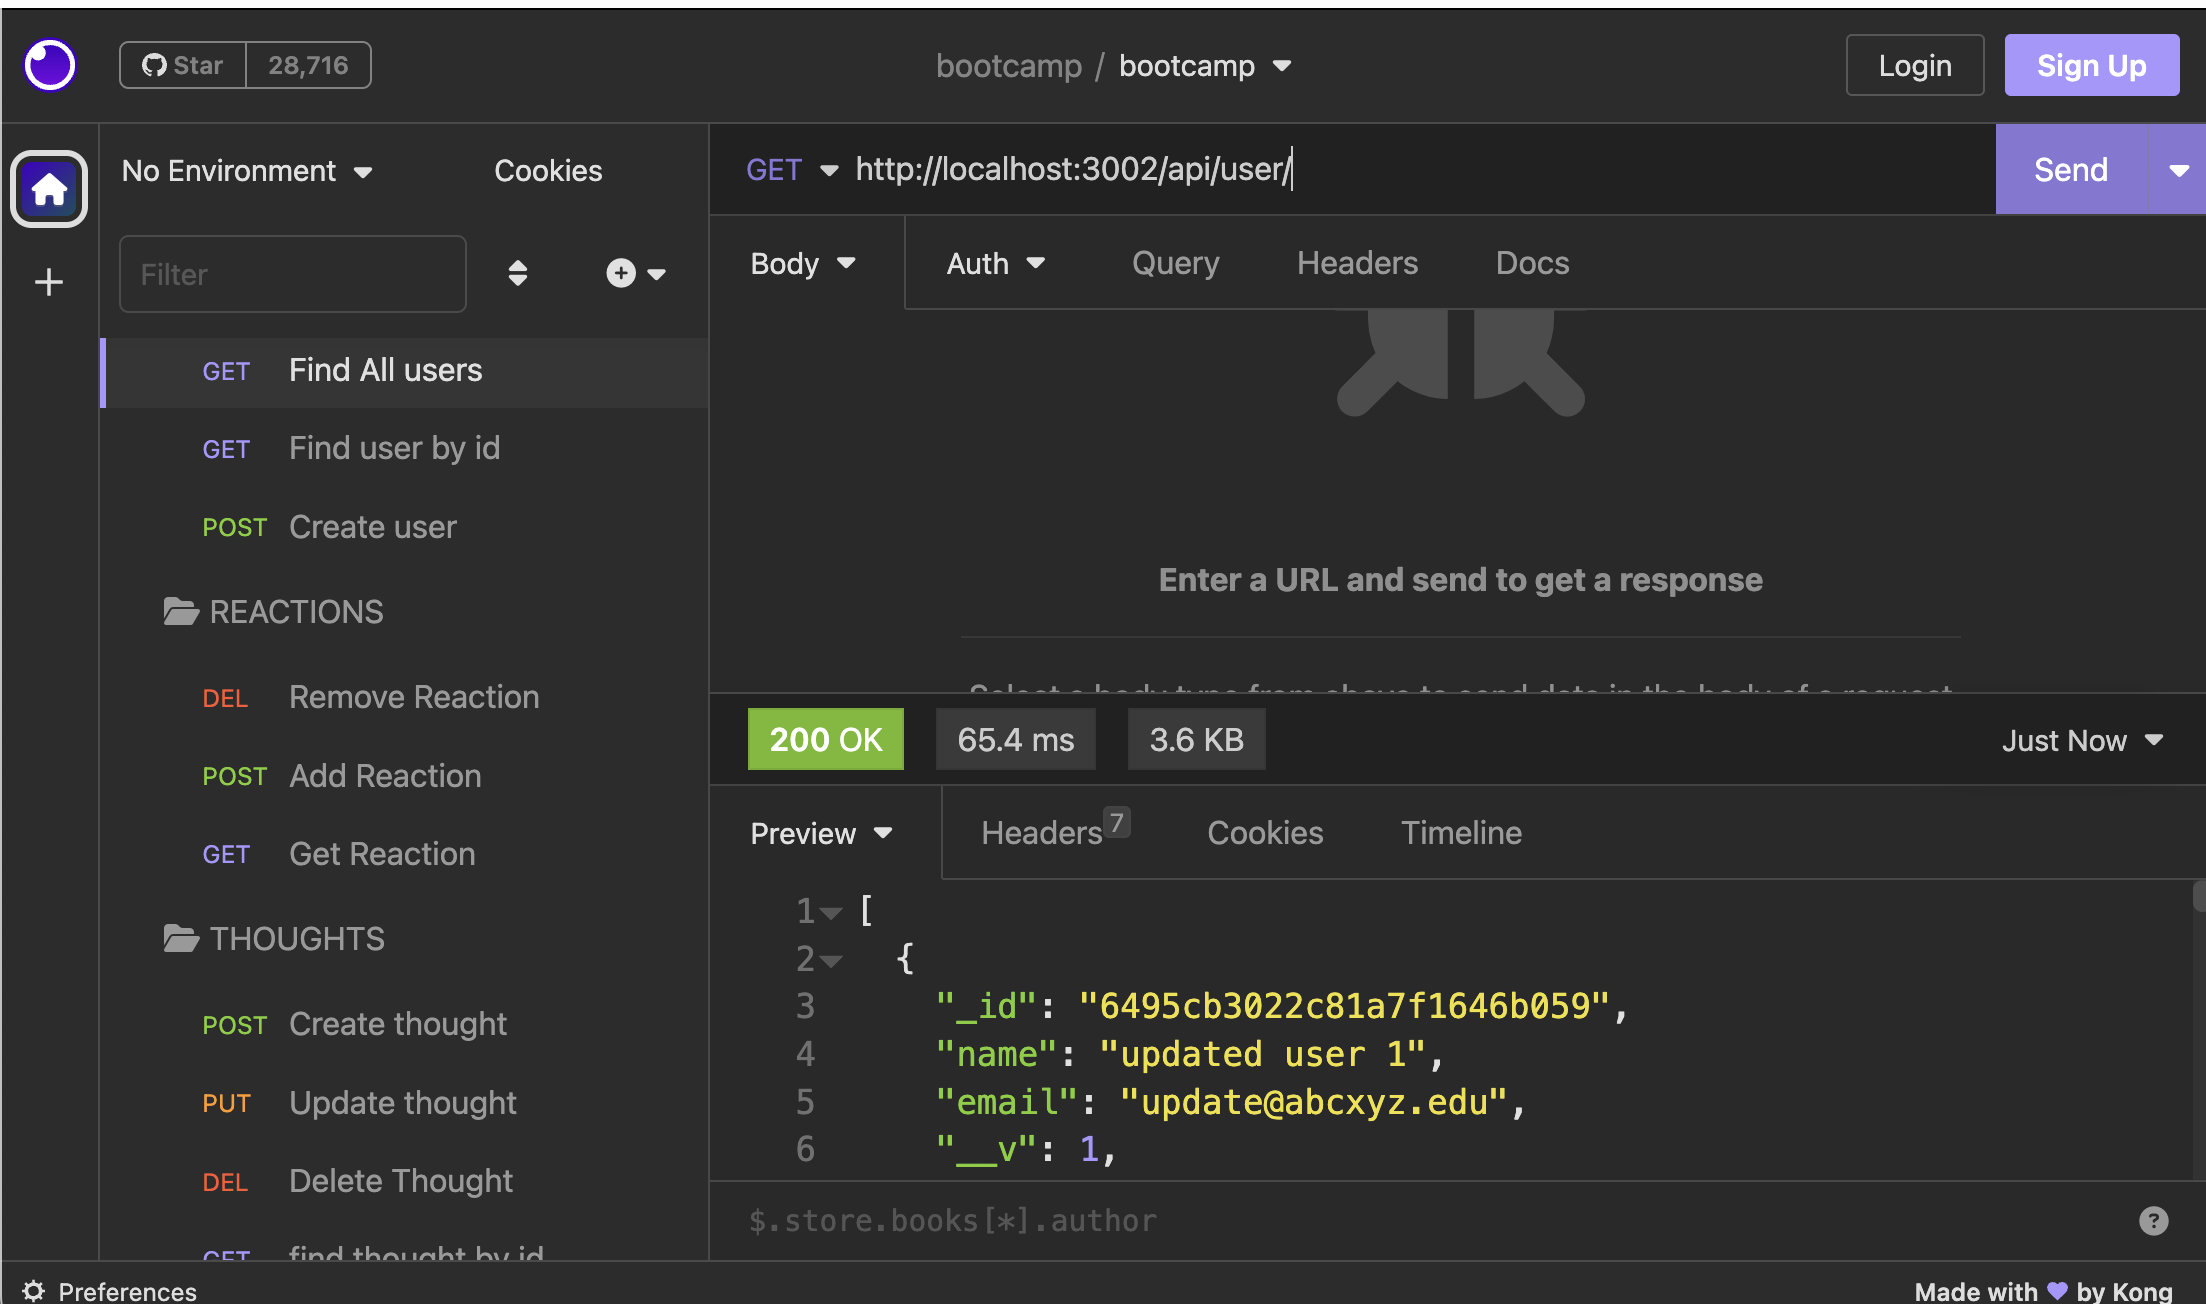 Star 28,716
bootcamp / bootcamp
Login
Sign Up
No Environment
Cookies
Filter
GET Find All users
GET Find user by id
POST Create user
REACTIONS
DEL Remove Reaction
POST Add Reaction
GET Get Reaction
THOUGHTS
POST Create thought
PUT Update thought
DEL Delete Thought
GET find thought by id
Preferences
GET http://localhost:3002/api/user/
Send
Body Auth Query Headers Docs
Enter a URL and send to get a response
Select a body type from above to send data in the body of a request
200 OK 65.4 ms 3.6 KB Just Now
Preview Headers 7 Cookies Timeline
1 [
2 {
3 "_id": "6495cb3022c81a7f1646b059",
4 "name": "updated user 1",
5 "email": "update@abcxyz.edu",
6 "__v": 1,
$.store.books[*].author
?
Made with 💜 by Kong